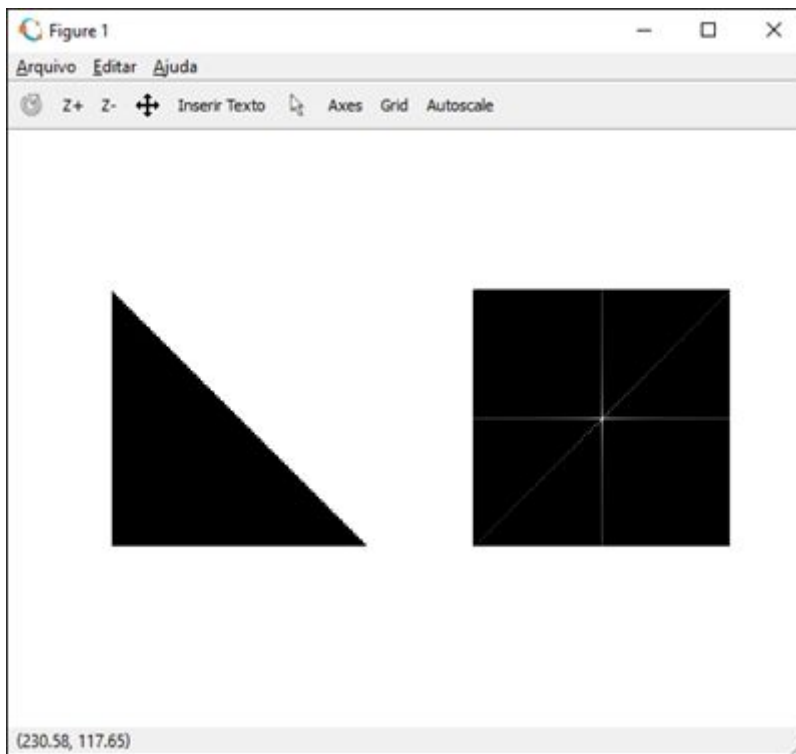 Figure 1
Arquivo Editar Ajuda
Z+ Z- Inserir Texto Axes Grid Autoscale
(230.58, 117.65)